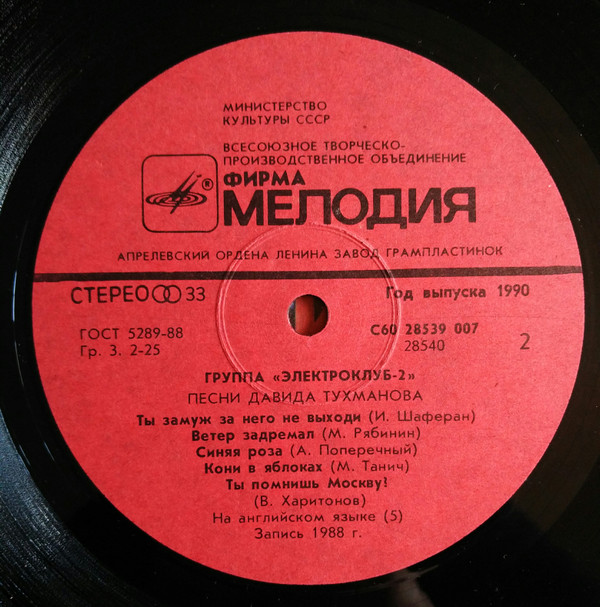 МИНИСТЕРСТВО
КУЛЬТУРЫ СССР
ВСЕСОЮЗНОЕ ТВОРЧЕСКО-
ПРОИЗВОДСТВЕННОЕ ОБЪЕДИНЕНИЕ
®
ФИРМА
МЕЛОДИЯ
АПРЕЛЕВСКИЙ ОРДЕНА ЛЕНИНА ЗАВОД ГРАМПЛАСТИНОК
СТЕРЕО 33
Год выпуска 1990
ГОСТ 5289-88
Гр. 3. 2-25
С60 28539 007
28540
2
ГРУППА «ЭЛЕКТРОКЛУБ-2»
ПЕСНИ ДАВИДА ТУХМАНОВА
Ты замуж за него не выходи (И. Шаферан)
Ветер задремал (М. Рябинин)
Синяя роза (А. Поперечный)
Кони в яблоках (М. Танич)
Ты помнишь Москву?
(В. Харитонов)
На английском языке (5)
Запись 1988 г.